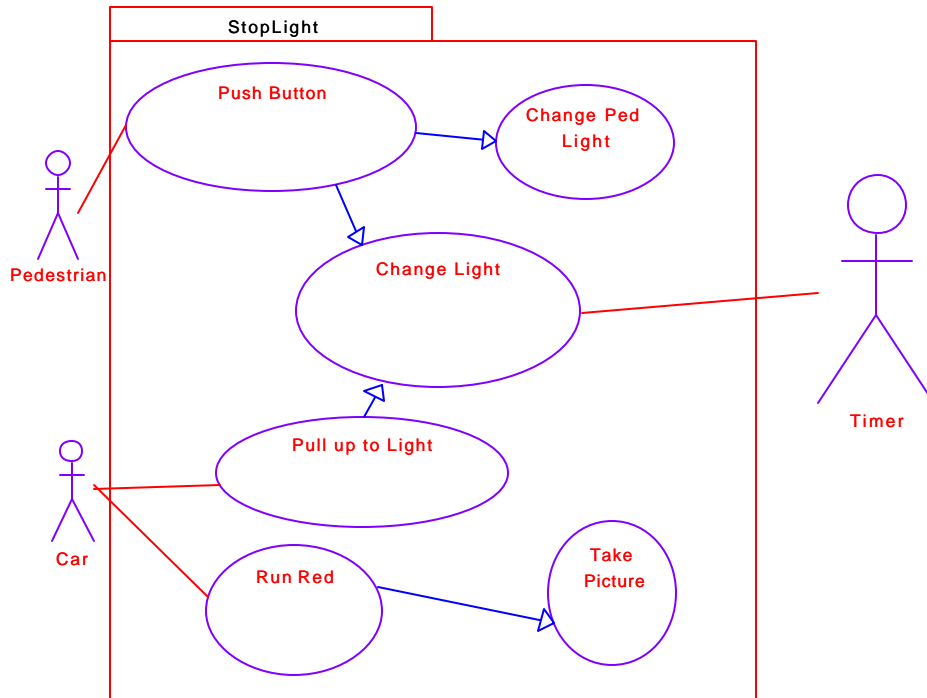 StopLight
Push Button
Change Ped
Light
Pedestrian
Change Light
Timer
Pull up to Light
Car
Run Red
Take
Picture